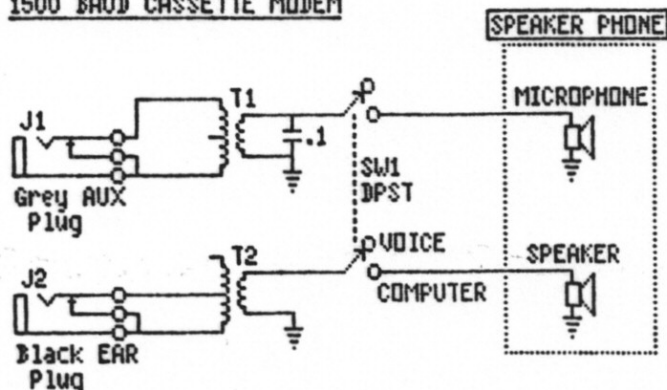 1500 BAUD CASSETTE MODEM
SPEAKER PHONE
J1
T1
MICROPHONE
.1
SW1
DPST
Grey AUX
Plug
VOICE
J2
T2
SPEAKER
COMPUTER
Black EAR
Plug